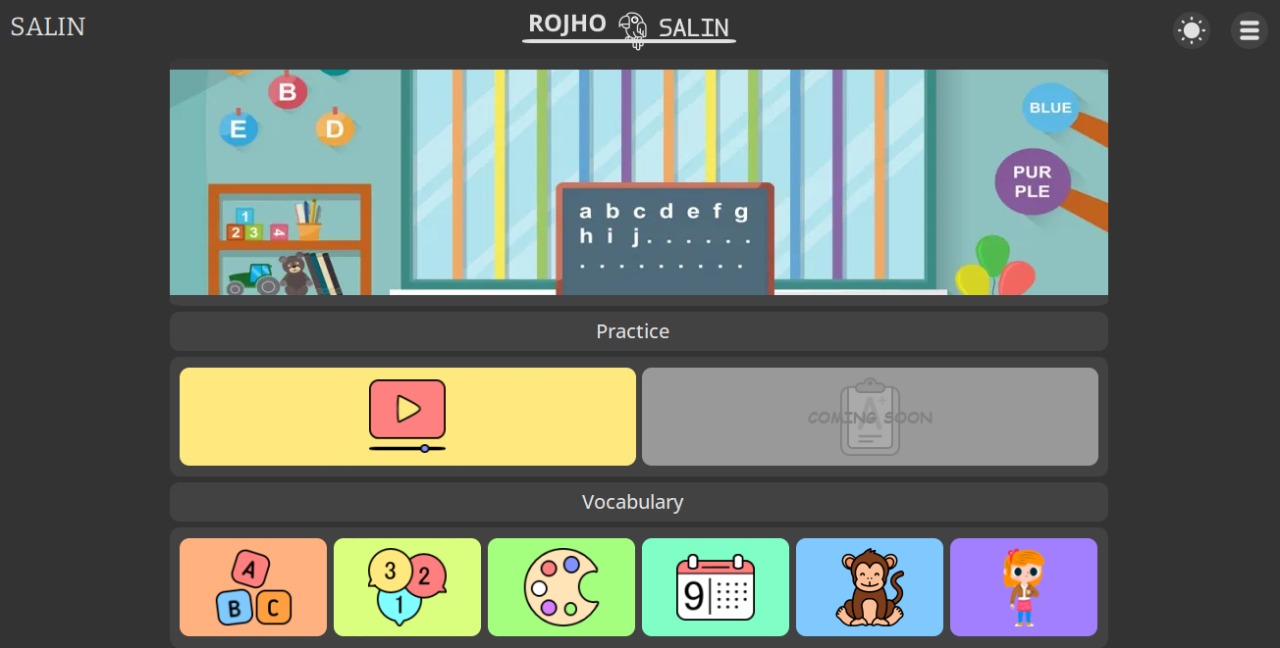 SALIN
ROJHO SALIN
B
E D
BLUE
PUR
PLE
1
2 3 4
a b c d e f g
h i j . . . . . .
. . . . . . . . .
Practice
A+
COMING SOON
Vocabulary
A
B C
3 2
1
9